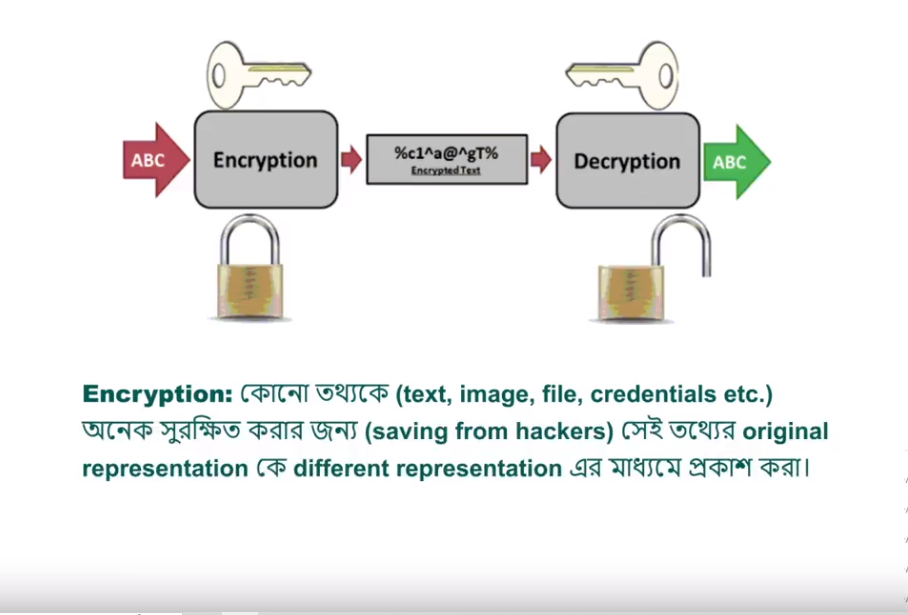 ABC
Encryption
%c1^a@^gT%
Encrypted Text
Decryption
ABC
Encryption: কোনো তথ্যকে (text, image, file, credentials etc.)
অনেক সুরক্ষিত করার জন্য (saving from hackers) সেই তথ্যের original
representation কে different representation এর মাধ্যমে প্রকাশ করা।